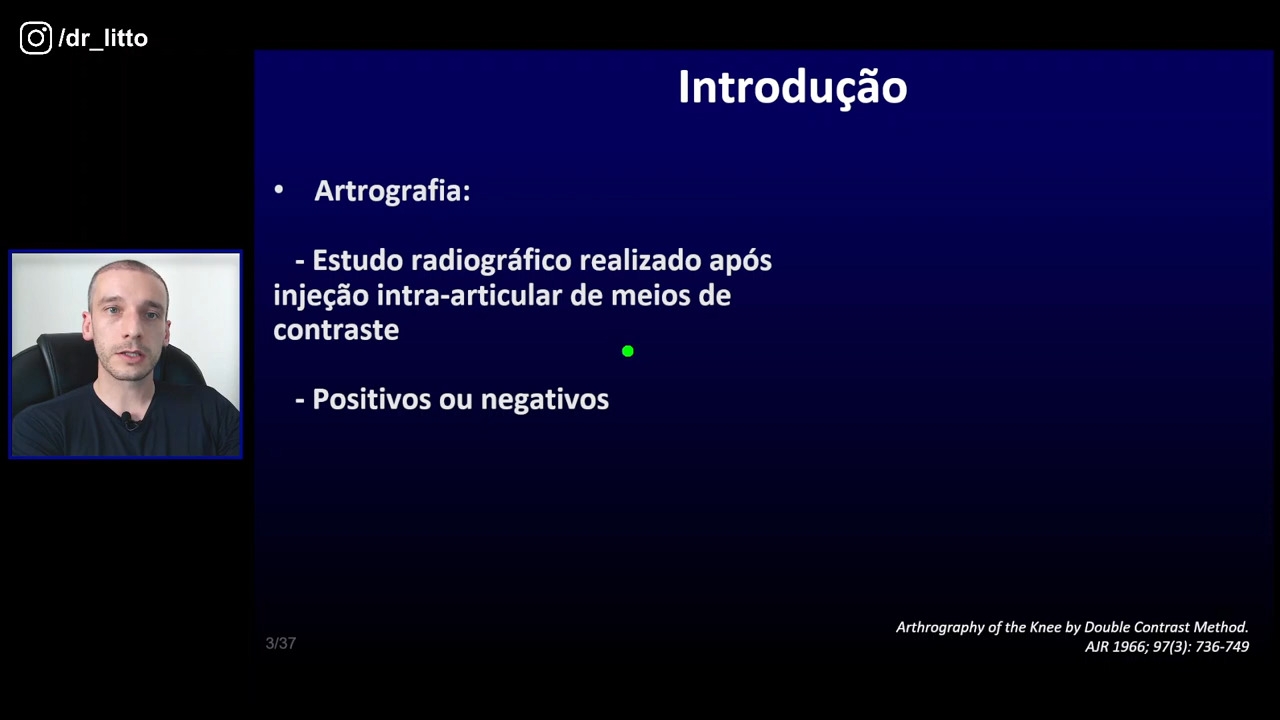 /dr_litto
Introdução
• Artrografia:
- Estudo radiográfico realizado após
injeção intra-articular de meios de
contraste
- Positivos ou negativos
3/37
Arthrography of the Knee by Double Contrast Method.
AJR 1966; 97(3): 736-749